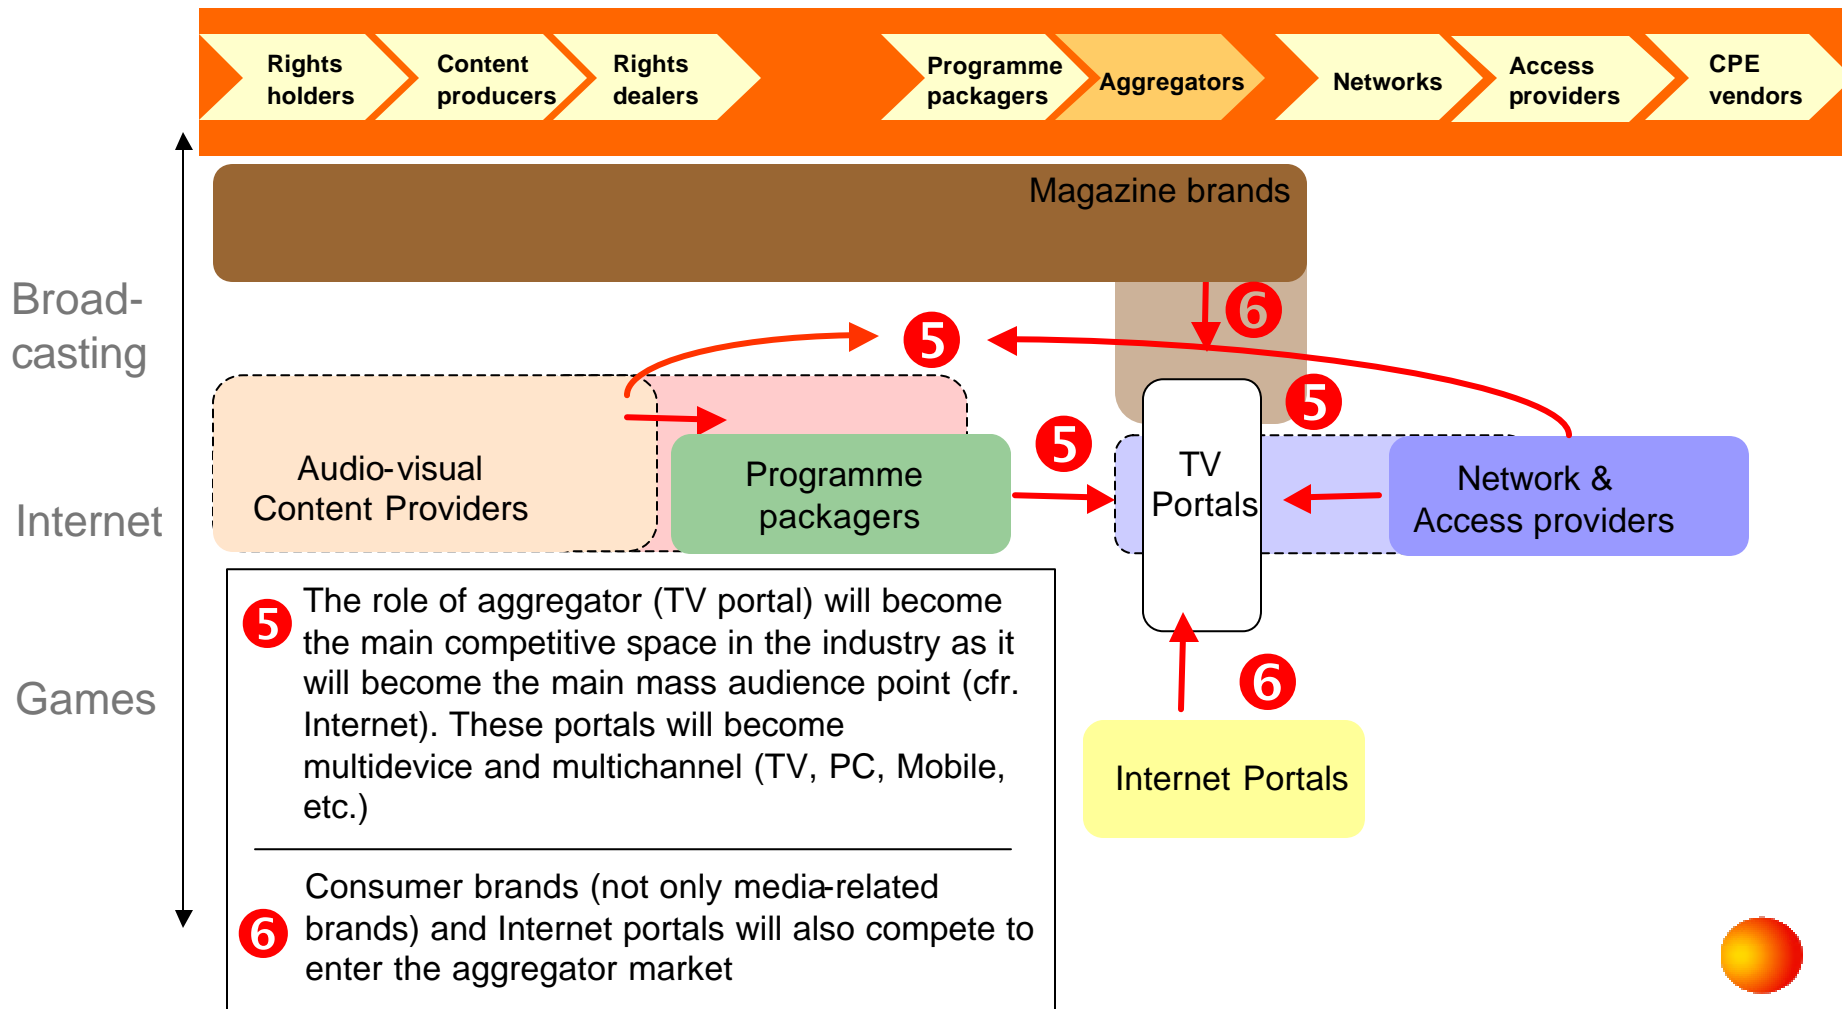 Rights
holders
Content
producers
Rights
dealers
Programme
packagers
Aggregators
Networks
Access
providers
CPE
vendors
Magazine brands
Broad-
casting
6
5
5
5
Audio-visual
Content Providers
Programme
packagers
TV
Portals
Network &
Access providers
Internet
Games
5
The role of aggregator (TV portal) will become
the main competitive space in the industry as it
will become the main mass audience point (cfr.
Internet). These portals will become
multidevice and multichannel (TV, PC, Mobile,
etc.)
6
Internet Portals
6
Consumer brands (not only media-related
brands) and Internet portals will also compete to
enter the aggregator market